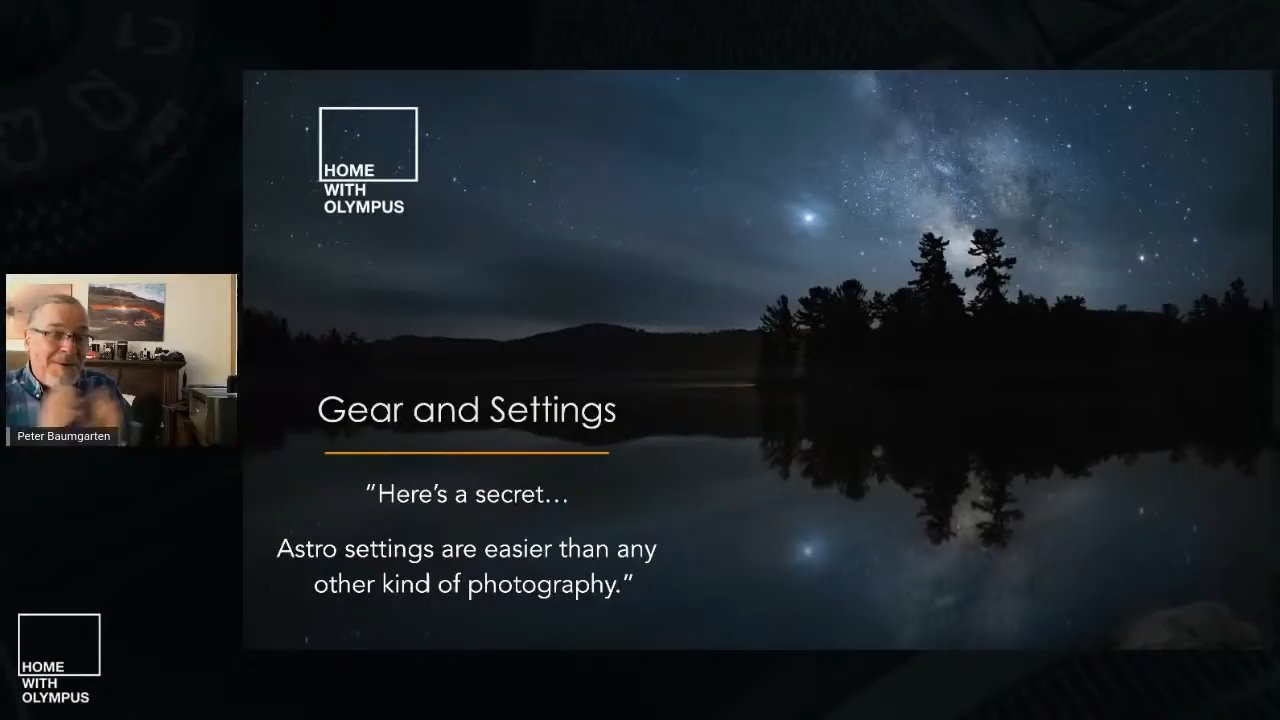 HOME
WITH
OLYMPUS
Peter Baumgarten
Gear and Settings
“Here’s a secret…
Astro settings are easier than any
other kind of photography.”
HOME
WITH
OLYMPUS